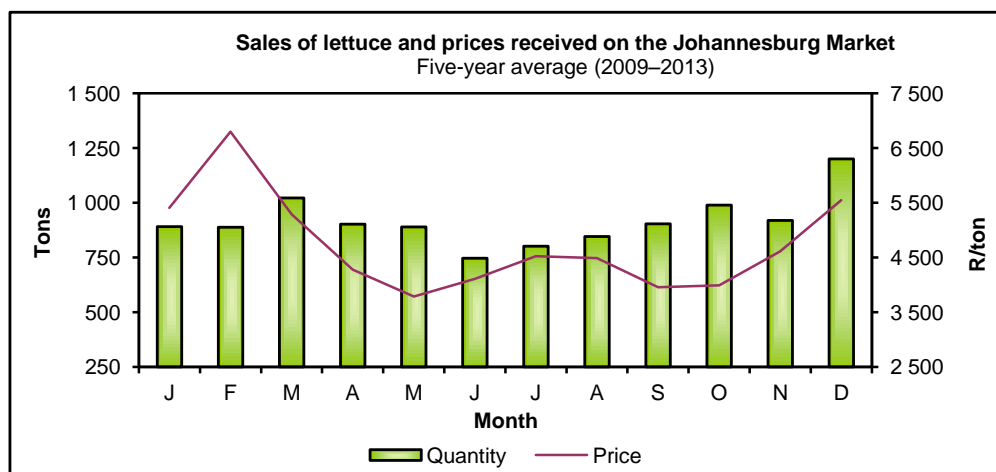 Sales of lettuce and prices received on the Johannesburg Market
Five-year average (2009–2013)
1 500
1 250
1 000
750
500
250
Tons
7 500
6 500
5 500
4 500
3 500
2 500
R/ton
J F M A M J J A S O N D
Month
Quantity Price